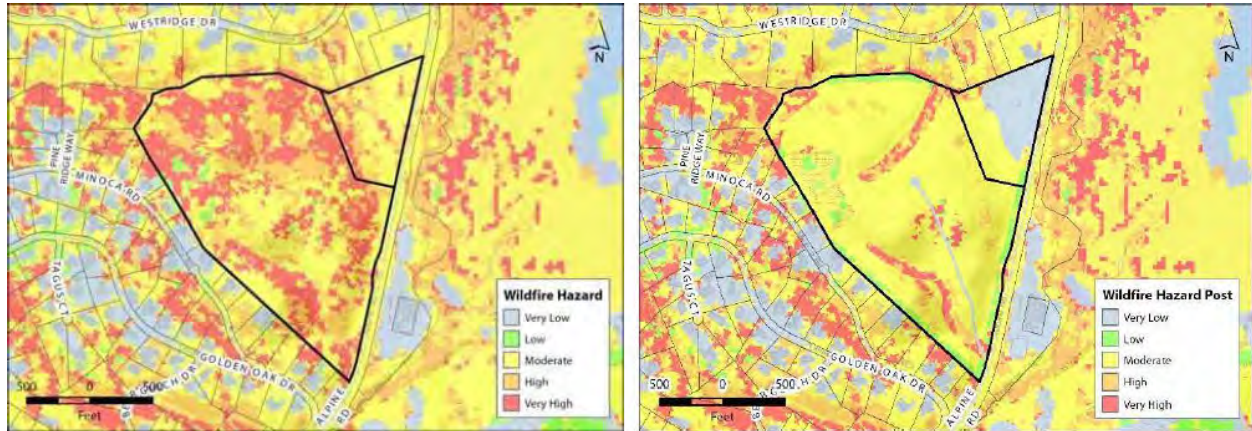 WESTRIDGE DR
N
PINE
RIDGE WAY
MINOCA RD
TAGUS CT
GOLDEN OAK DR
ALPINE
RD
500 0 500
Feet
Wildfire Hazard
Very Low
Low
Moderate
High
Very High
WESTRIDGE DR
N
PINE
RIDGE WAY
MINOCA RD
TAGUS CT
GOLDEN OAK DR
ALPINE
RD
500 0 500
Feet
Wildfire Hazard Post
Very Low
Low
Moderate
High
Very High